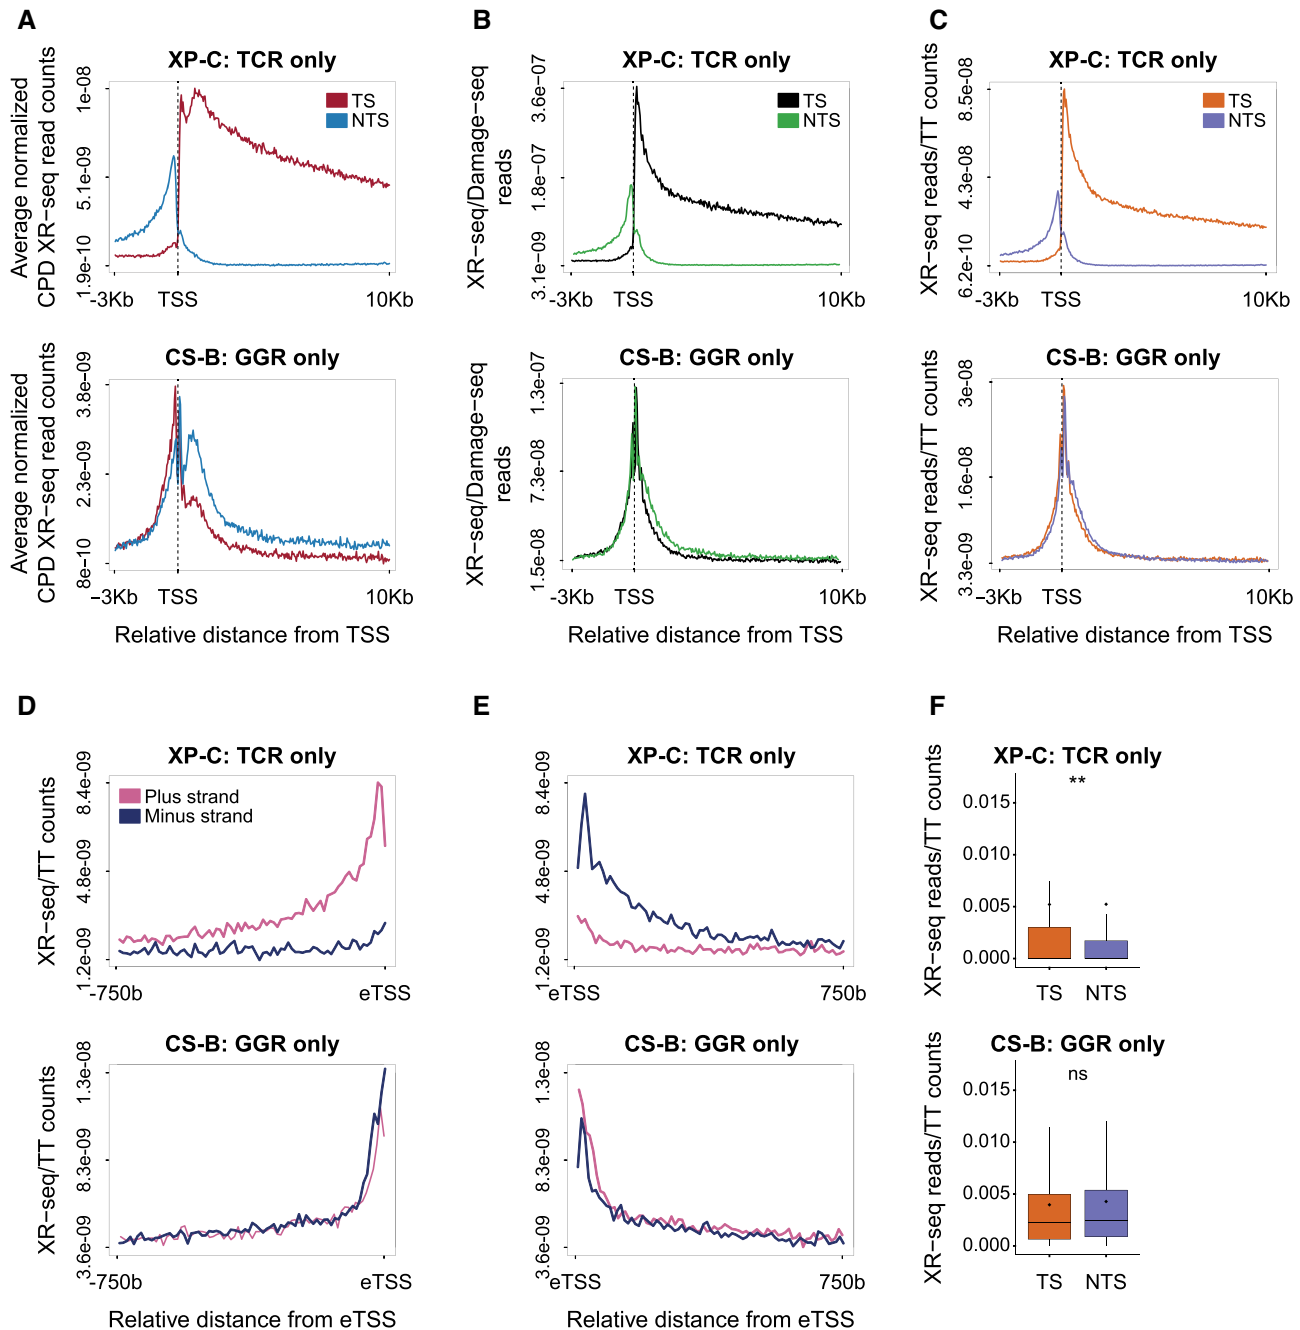 A
XP-C: TCR only
Average normalized
CPD XR-seq read counts
1e-08
5.1e-09
1.9e-10
TS
NTS
-3Kb TSS 10Kb
CS-B: GGR only
Average normalized
CPD XR-seq read counts
3.8e-09
2.3e-09
8e-10
-3Kb TSS 10Kb
Relative distance from TSS
B
XP-C: TCR only
XR-seq/Damage-seq
reads
3.6e-07
1.8e-07
3.1e-09
TS
NTS
-3Kb TSS 10Kb
CS-B: GGR only
XR-seq/Damage-seq
reads
1.3e-07
7.3e-08
1.5e-08
-3Kb TSS 10Kb
Relative distance from TSS
C
XP-C: TCR only
XR-seq reads/TT counts
8.5e-08
4.3e-08
6.2e-10
TS
NTS
-3Kb TSS 10Kb
CS-B: GGR only
XR-seq reads/TT counts
3e-08
1.6e-08
3.3e-09
-3Kb TSS 10Kb
Relative distance from TSS
D
XP-C: TCR only
XR-seq/TT counts
8.4e-09
4.8e-09
1.2e-09
Plus strand
Minus strand
-750b eTSS
CS-B: GGR only
XR-seq/TT counts
1.3e-08
8.3e-09
3.6e-09
-750b eTSS
Relative distance from eTSS
E
XP-C: TCR only
8.4e-09
4.8e-09
1.2e-09
eTSS 750b
CS-B: GGR only
1.3e-08
8.3e-09
3.6e-09
eTSS 750b
Relative distance from eTSS
F
XP-C: TCR only
XR-seq reads/TT counts
**
0.015
0.010
0.005
0.000
TS NTS
CS-B: GGR only
XR-seq reads/TT counts
ns
0.015
0.010
0.005
0.000
TS NTS